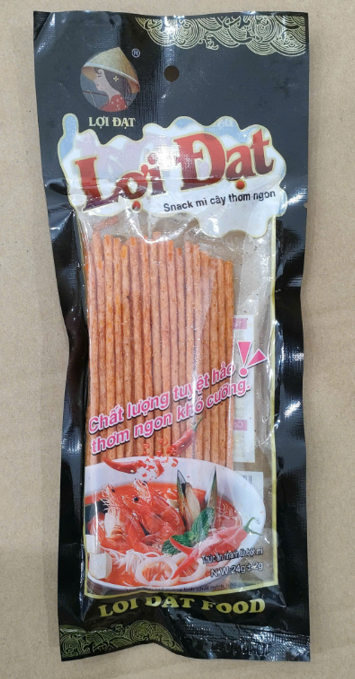 ®
LỢI ĐẠT
Lợi Đạt
Snack mì cây thơm ngon
Chất lượng tuyệt hảo
thơm ngon khó cưỡng.
LOI DAT FOOD